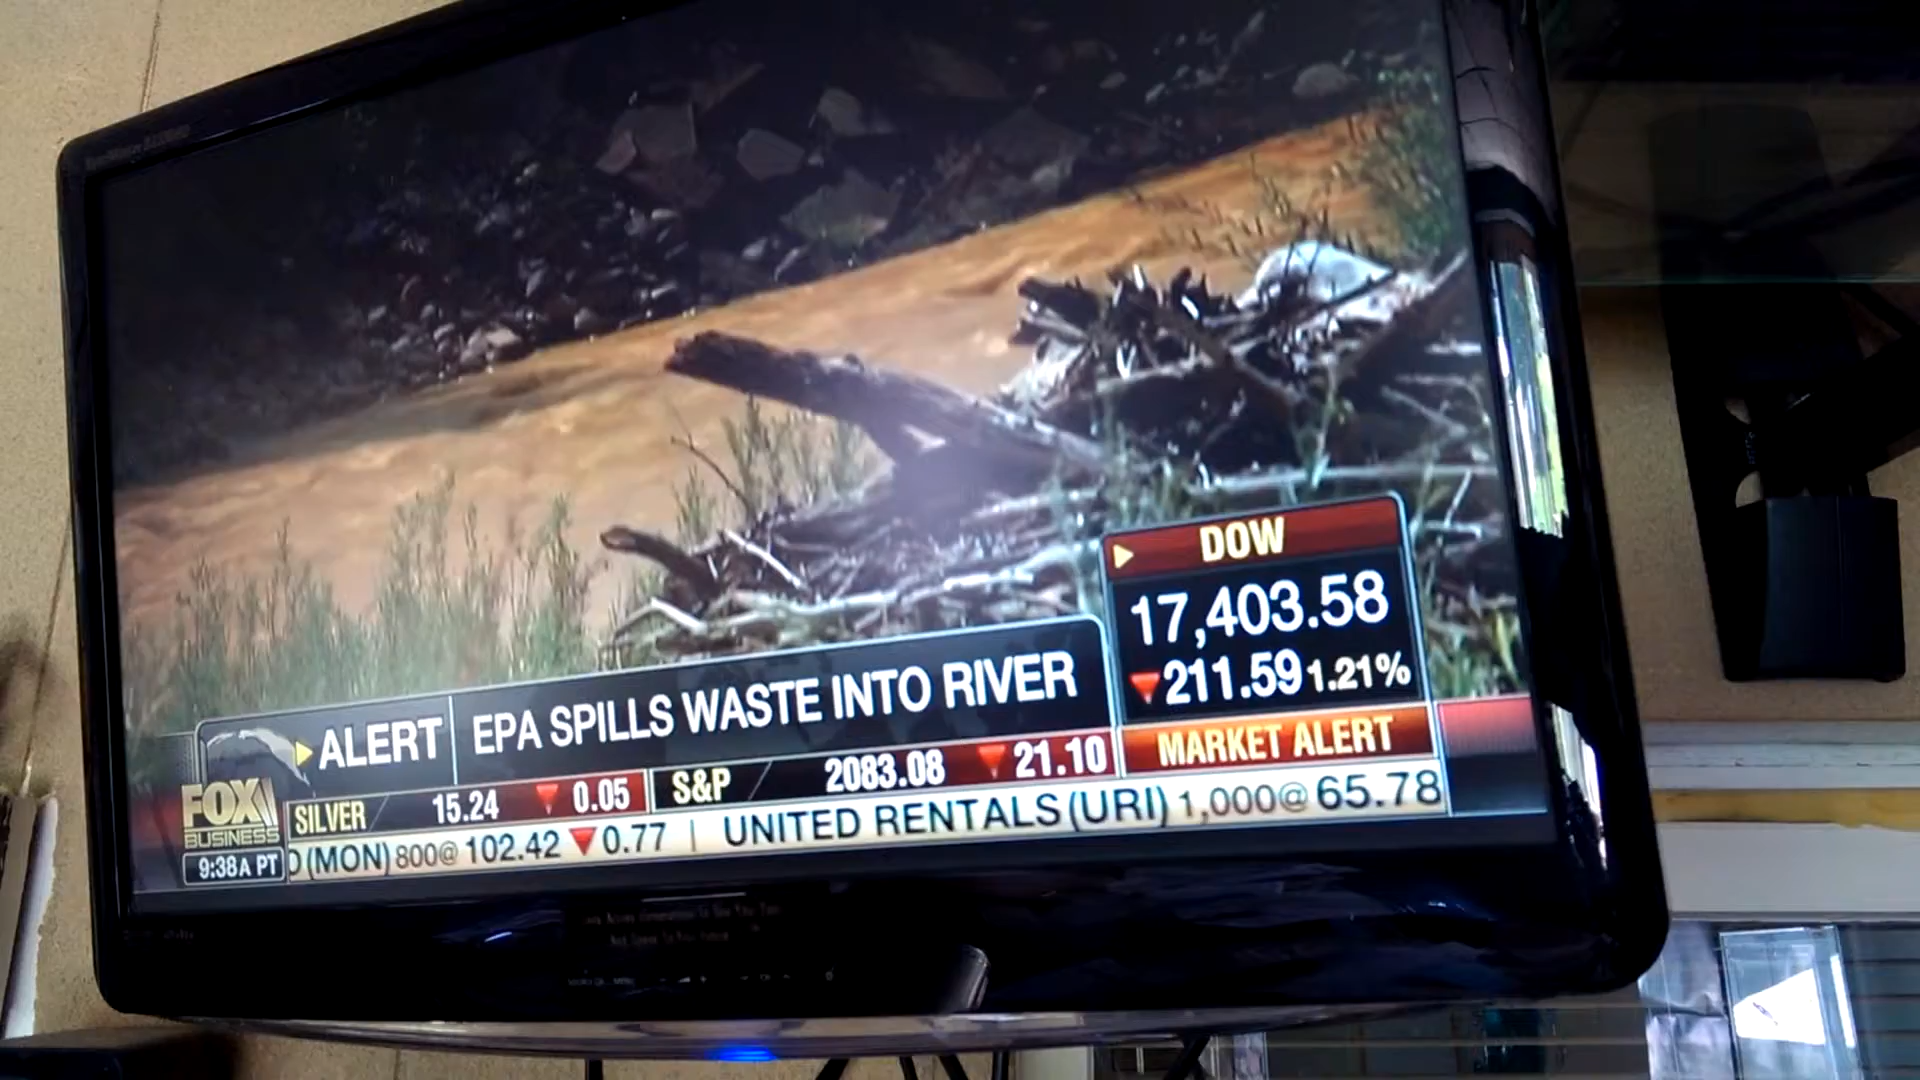 DOW
17,403.58
211.59 1.21%
ALERT EPA SPILLS WASTE INTO RIVER
MARKET ALERT
SILVER 15.24 0.05 S&P 2083.08 21.10
FOX
BUSINESS
9:38A PT
(MON) 800@ 102.42 0.77 | UNITED RENTALS (URI) 1,000@ 65.78